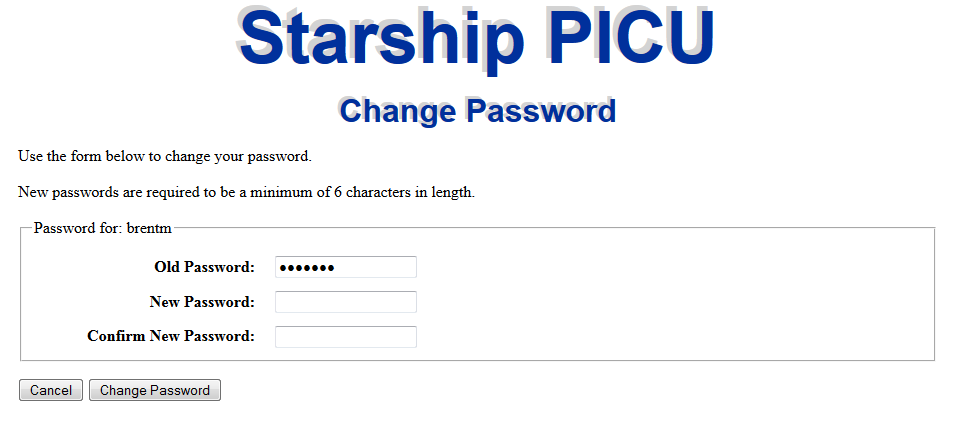 Starship PICU
Change Password
Use the form below to change your password.
New passwords are required to be a minimum of 6 characters in length.
Password for: brentm
Old Password: •••••••
New Password:
Confirm New Password:
Cancel Change Password